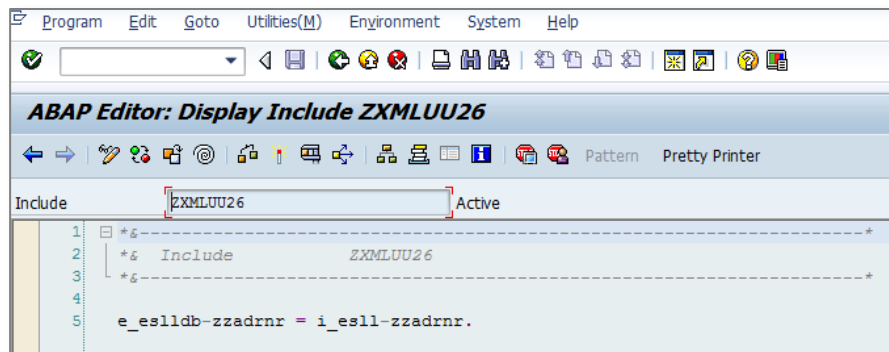 Program Edit Goto Utilities(M) Environment System Help
ABAP Editor: Display Include ZXMLUU26
Pattern Pretty Printer
Include ZXMLUU26 Active
1 *&---------------------------------------------------------------------*
2 *&  Include           ZXMLUU26
3 *&---------------------------------------------------------------------*
4
5 e_eslldb-zzadrnr = i_esll-zzadrnr.